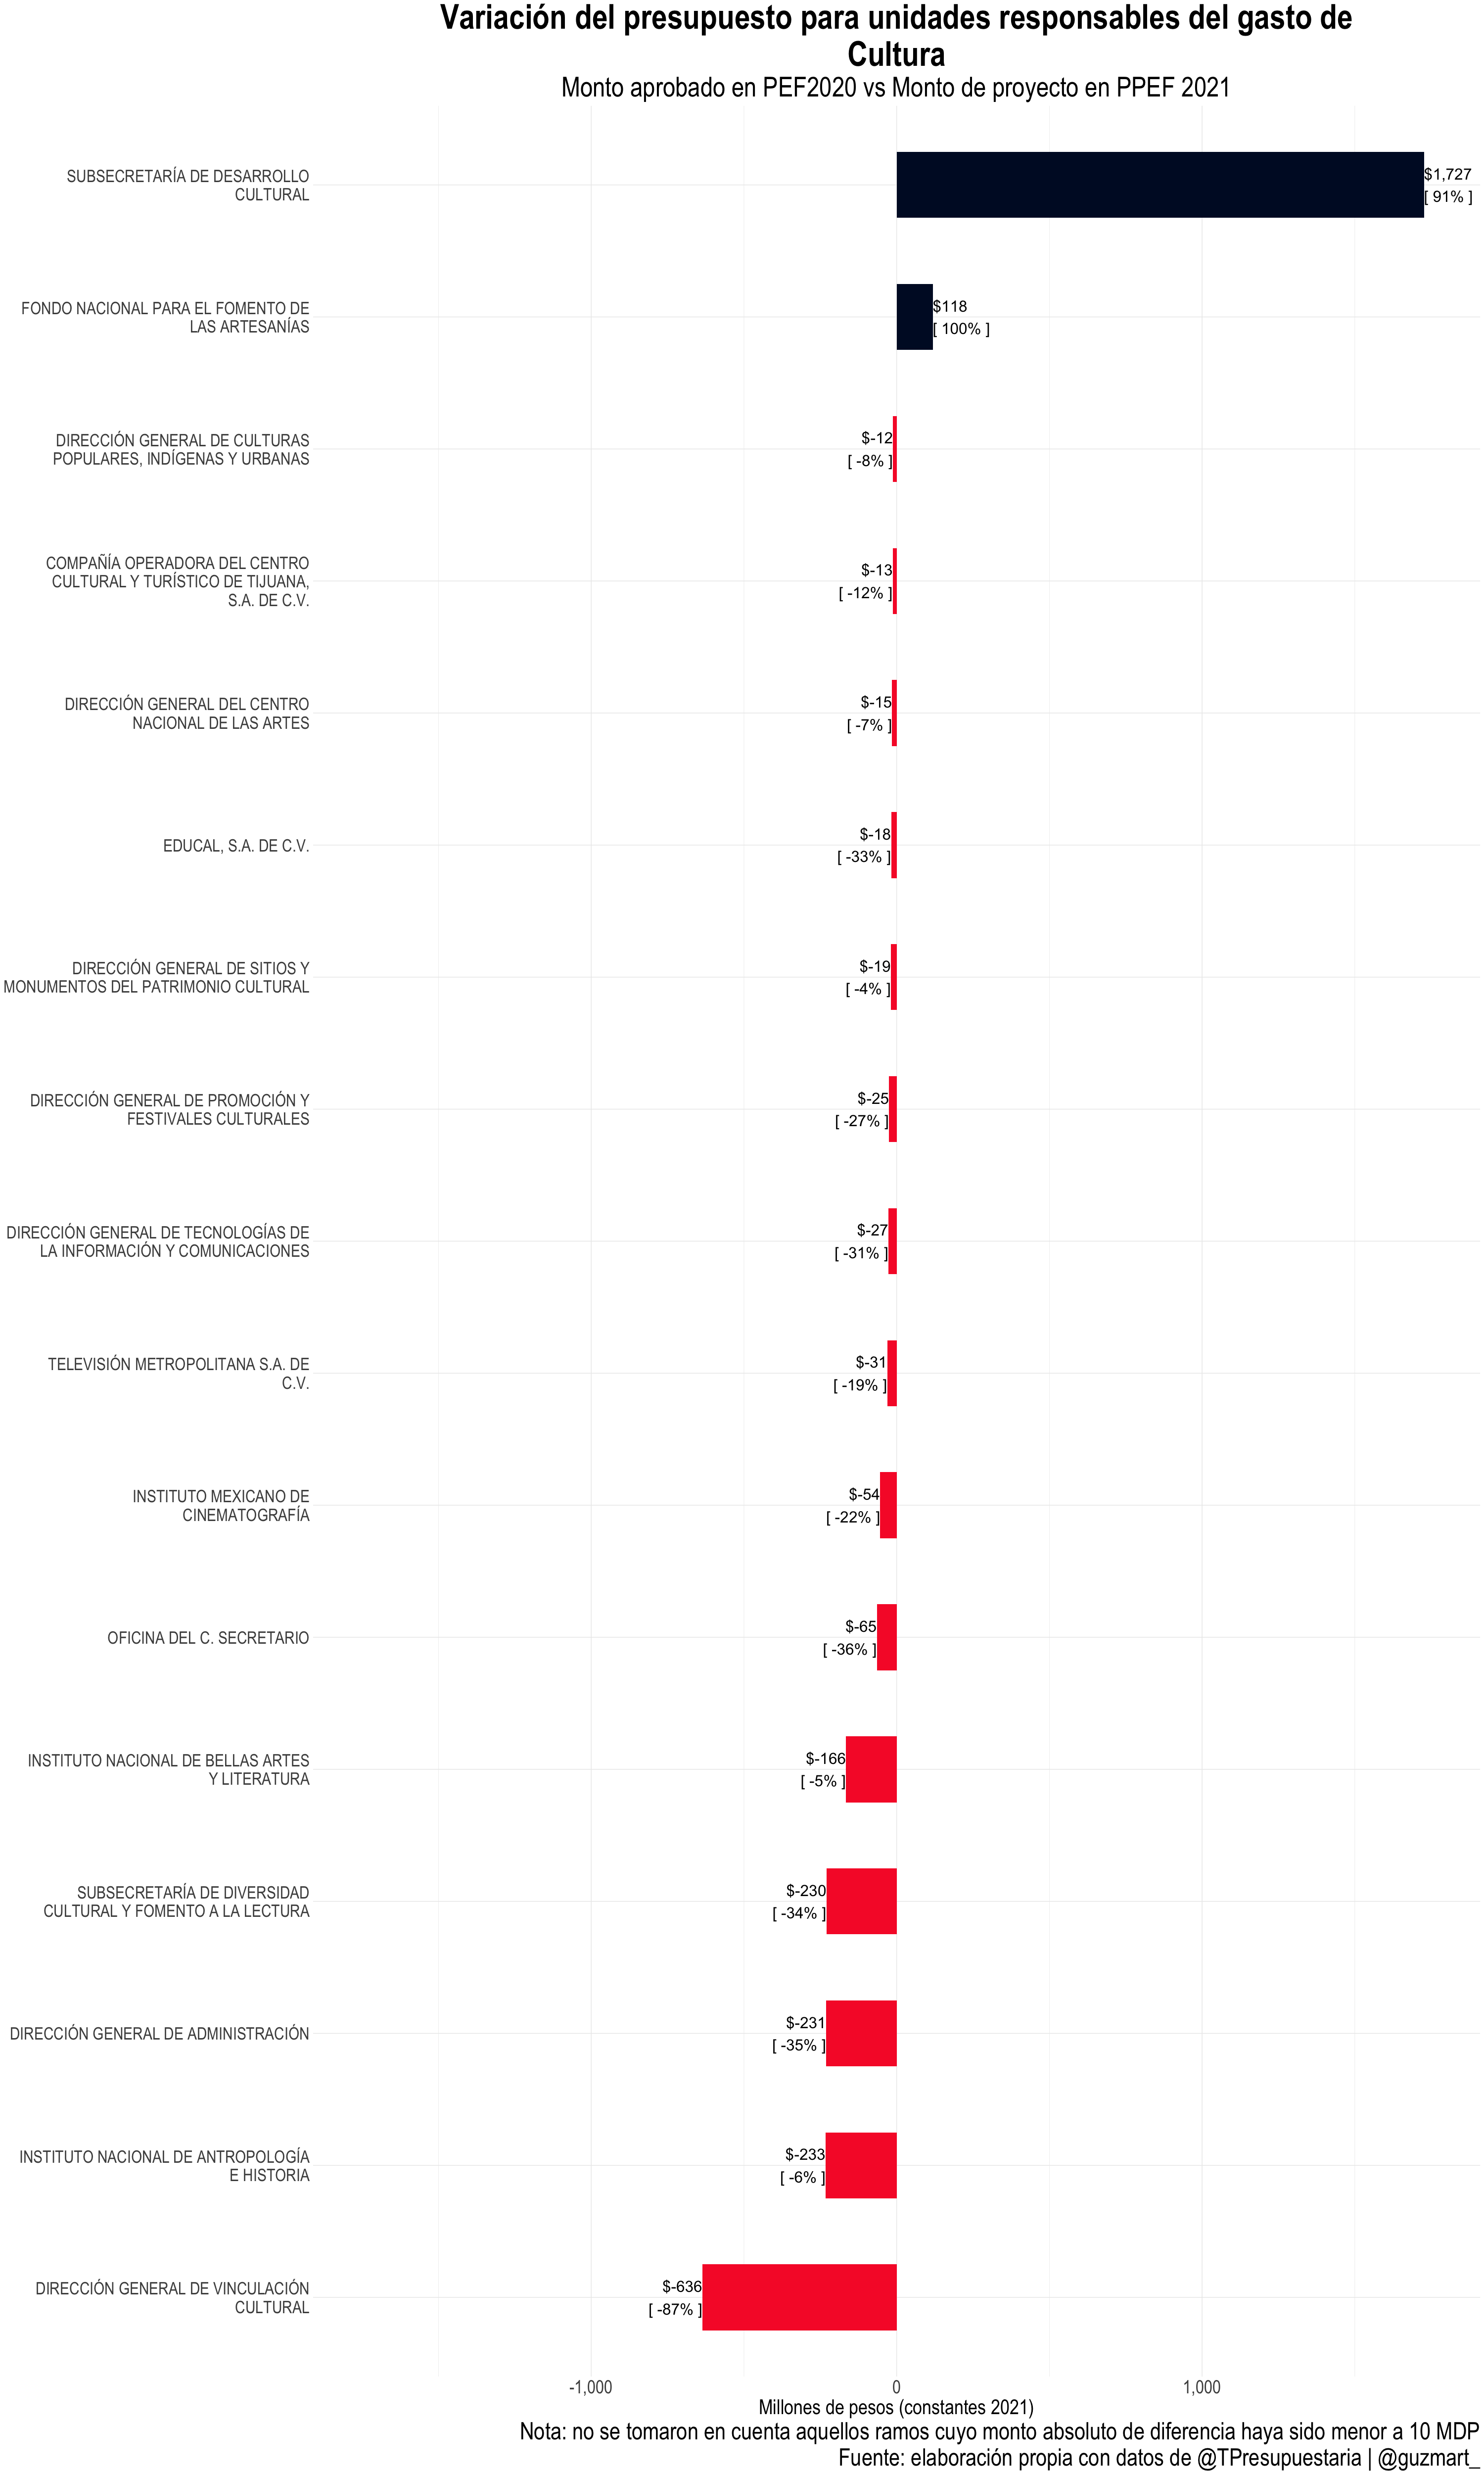 Variación del presupuesto para unidades responsables del gasto de
Cultura
Monto aprobado en PEF2020 vs Monto de proyecto en PPEF 2021
SUBSECRETARÍA DE DESARROLLO
CULTURAL
$1,727
[ 91% ]
FONDO NACIONAL PARA EL FOMENTO DE
LAS ARTESANÍAS
$118
[ 100% ]
DIRECCIÓN GENERAL DE CULTURAS
POPULARES, INDÍGENAS Y URBANAS
$-12
[ -8% ]
COMPAÑÍA OPERADORA DEL CENTRO
CULTURAL Y TURÍSTICO DE TIJUANA,
S.A. DE C.V.
$-13
[ -12% ]
DIRECCIÓN GENERAL DEL CENTRO
NACIONAL DE LAS ARTES
$-15
[ -7% ]
EDUCAL, S.A. DE C.V.
$-18
[ -33% ]
DIRECCIÓN GENERAL DE SITIOS Y
MONUMENTOS DEL PATRIMONIO CULTURAL
$-19
[ -4% ]
DIRECCIÓN GENERAL DE PROMOCIÓN Y
FESTIVALES CULTURALES
$-25
[ -27% ]
DIRECCIÓN GENERAL DE TECNOLOGÍAS DE
LA INFORMACIÓN Y COMUNICACIONES
$-27
[ -31% ]
TELEVISIÓN METROPOLITANA S.A. DE
C.V.
$-31
[ -19% ]
INSTITUTO MEXICANO DE
CINEMATOGRAFÍA
$-54
[ -22% ]
OFICINA DEL C. SECRETARIO
$-65
[ -36% ]
INSTITUTO NACIONAL DE BELLAS ARTES
Y LITERATURA
$-166
[ -5% ]
SUBSECRETARÍA DE DIVERSIDAD
CULTURAL Y FOMENTO A LA LECTURA
$-230
[ -34% ]
DIRECCIÓN GENERAL DE ADMINISTRACIÓN
$-231
[ -35% ]
INSTITUTO NACIONAL DE ANTROPOLOGÍA
E HISTORIA
$-233
[ -6% ]
DIRECCIÓN GENERAL DE VINCULACIÓN
CULTURAL
$-636
[ -87% ]
-1,000 0 1,000
Millones de pesos (constantes 2021)
Nota: no se tomaron en cuenta aquellos ramos cuyo monto absoluto de diferencia haya sido menor a 10 MDP
Fuente: elaboración propia con datos de @TPresupuestaria | @guzmart_